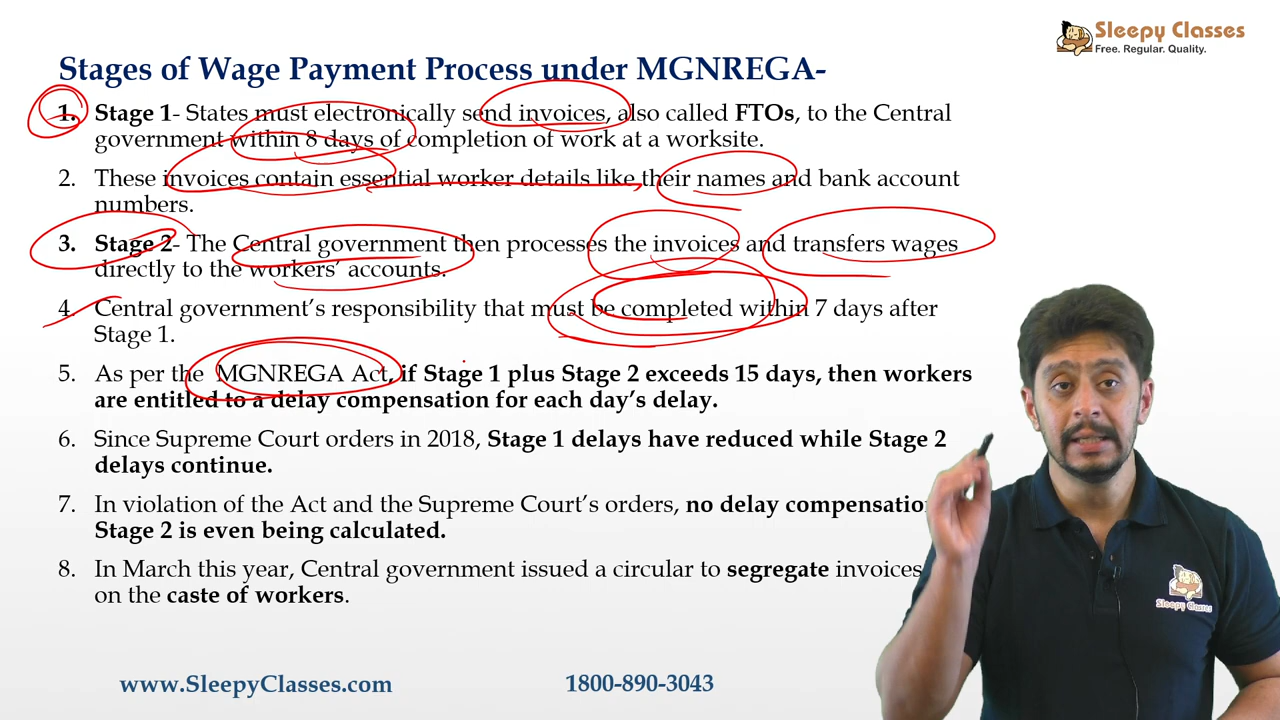 Sleepy Classes
Free. Regular. Quality.
Stages of Wage Payment Process under MGNREGA-
1. Stage 1- States must electronically send invoices, also called FTOs, to the Central
government within 8 days of completion of work at a worksite.
2. These invoices contain essential worker details like their names and bank account
numbers.
3. Stage 2- The Central government then processes the invoices and transfers wages
directly to the workers' accounts.
4. Central government's responsibility that must be completed within 7 days after
Stage 1.
5. As per the MGNREGA Act, if Stage 1 plus Stage 2 exceeds 15 days, then workers
are entitled to a delay compensation for each day's delay.
6. Since Supreme Court orders in 2018, Stage 1 delays have reduced while Stage 2
delays continue.
7. In violation of the Act and the Supreme Court's orders, no delay
Stage 2 is even being calculated.
8. In March this year, Central government issued a circular to segregate invoices
on the caste of workers.
Sleepy Classes
www.SleepyClasses.com
1800-890-3043